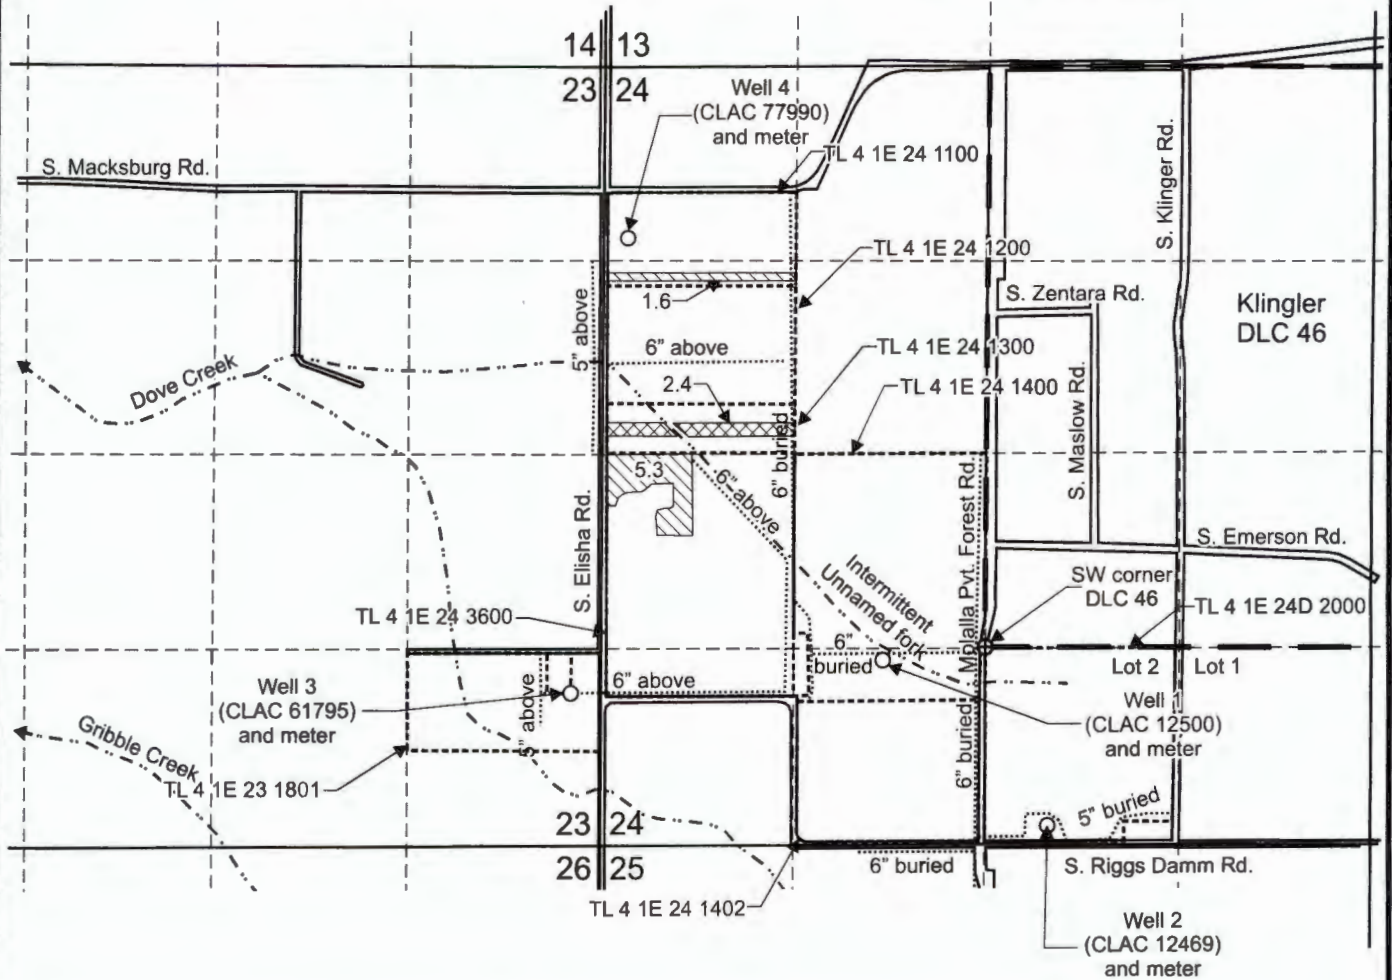 14 13
23 24
Well 4
(CLAC 77990)
and meter
TL 4 1E 24 1100
S. Macksburg Rd.
S. Klinger Rd.
TL 4 1E 24 1200
1.6
S. Zentara Rd.
Klingler
DLC 46
5" above
6" above
TL 4 1E 24 1300
Dove Creek
2.4
TL 4 1E 24 1400
S. Maslow Rd.
6" buried
5.3
6" above
S. Elisha Rd.
Molalla Pvt. Forest Rd.
S. Emerson Rd.
Intermittent
Unnamed fork
SW corner
DLC 46
TL 4 1E 24D 2000
TL 4 1E 24 3600
6"
buried
Lot 2 Lot 1
Well 3
(CLAC 61795)
and meter
6" above
5" above
Well 1
(CLAC 12500)
and meter
6" buried
Gribble Creek
TL 4 1E 23 1801
5" buried
23 24
26 25
6" buried
S. Riggs Damm Rd.
TL 4 1E 24 1402
Well 2
(CLAC 12469)
and meter